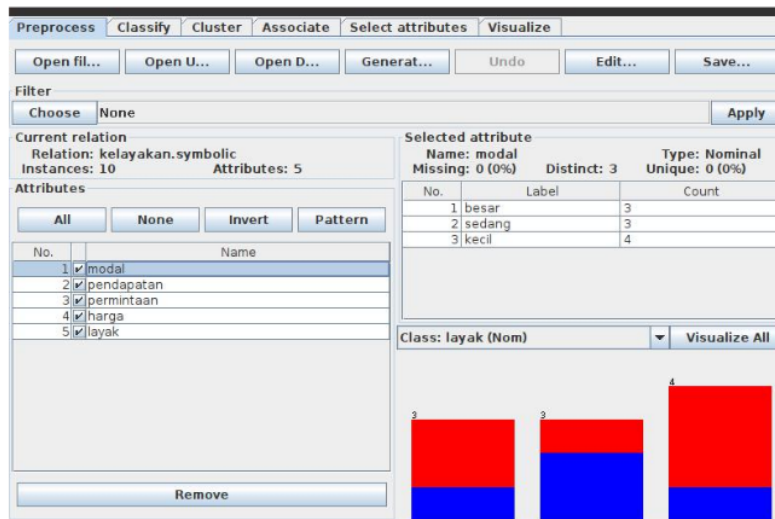 Preprocess Classify Cluster Associate Select attributes Visualize
Open fil... Open U... Open D... Generat... Undo Edit... Save...
Filter
Choose None Apply
Current relation
Relation: kelayakan.symbolic
Instances: 10 Attributes: 5
Attributes
All None Invert Pattern
No. Name
1 modal
2 pendapatan
3 permintaan
4 harga
5 layak
Remove
Selected attribute
Name: modal Type: Nominal
Missing: 0 (0%) Distinct: 3 Unique: 0 (0%)
No. Label Count
1 besar 3
2 sedang 3
3 kecil 4
Class: layak (Nom) Visualize All
3 3 4